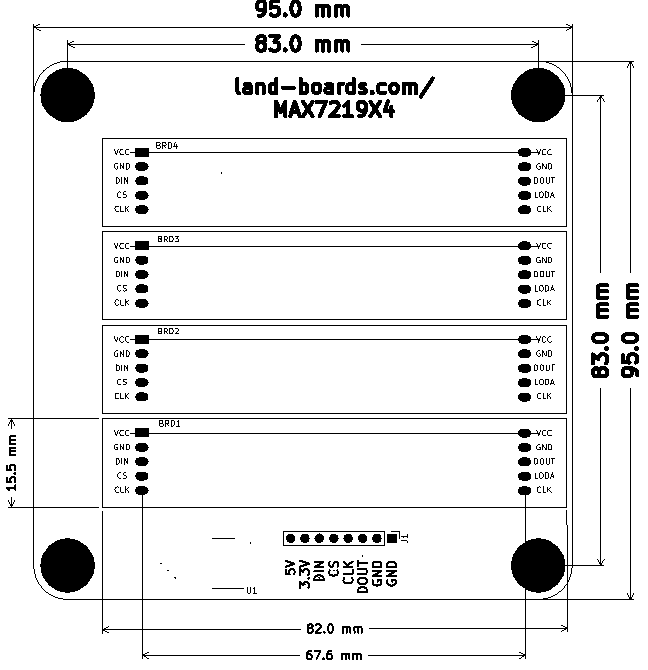 95.0 mm
83.0 mm
land-boards.com/
MAX7219X4
BRD4
VCC VCC
GND GND
DIN DOUT
CS LODA
CLK CLK
BRD3
VCC VCC
GND GND
DIN DOUT
CS LODA
CLK CLK
83.0 mm
95.0 mm
BRD2
VCC VCC
GND GND
DIN DOUT
CS LODA
CLK CLK
15.5 mm
BRD1
VCC VCC
GND GND
DIN DOUT
CS LODA
CLK CLK
J1
5V
3.3V
DIN
CS
CLK
DOUT
GND
GND
U1
82.0 mm
67.6 mm